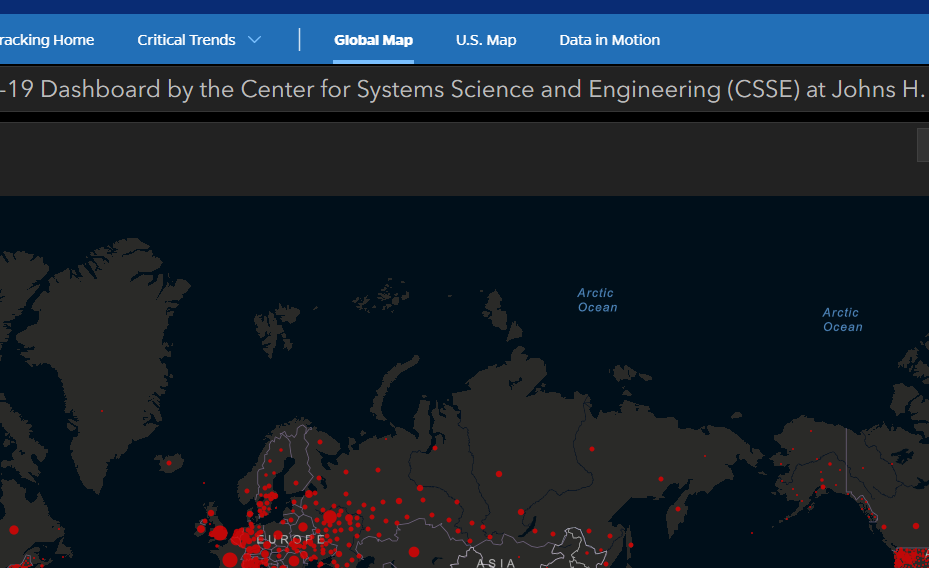 racking Home Critical Trends Global Map U.S. Map Data in Motion
-19 Dashboard by the Center for Systems Science and Engineering (CSSE) at Johns H.
Arctic
Ocean
Arctic
Ocean
EUROPE
ASIA